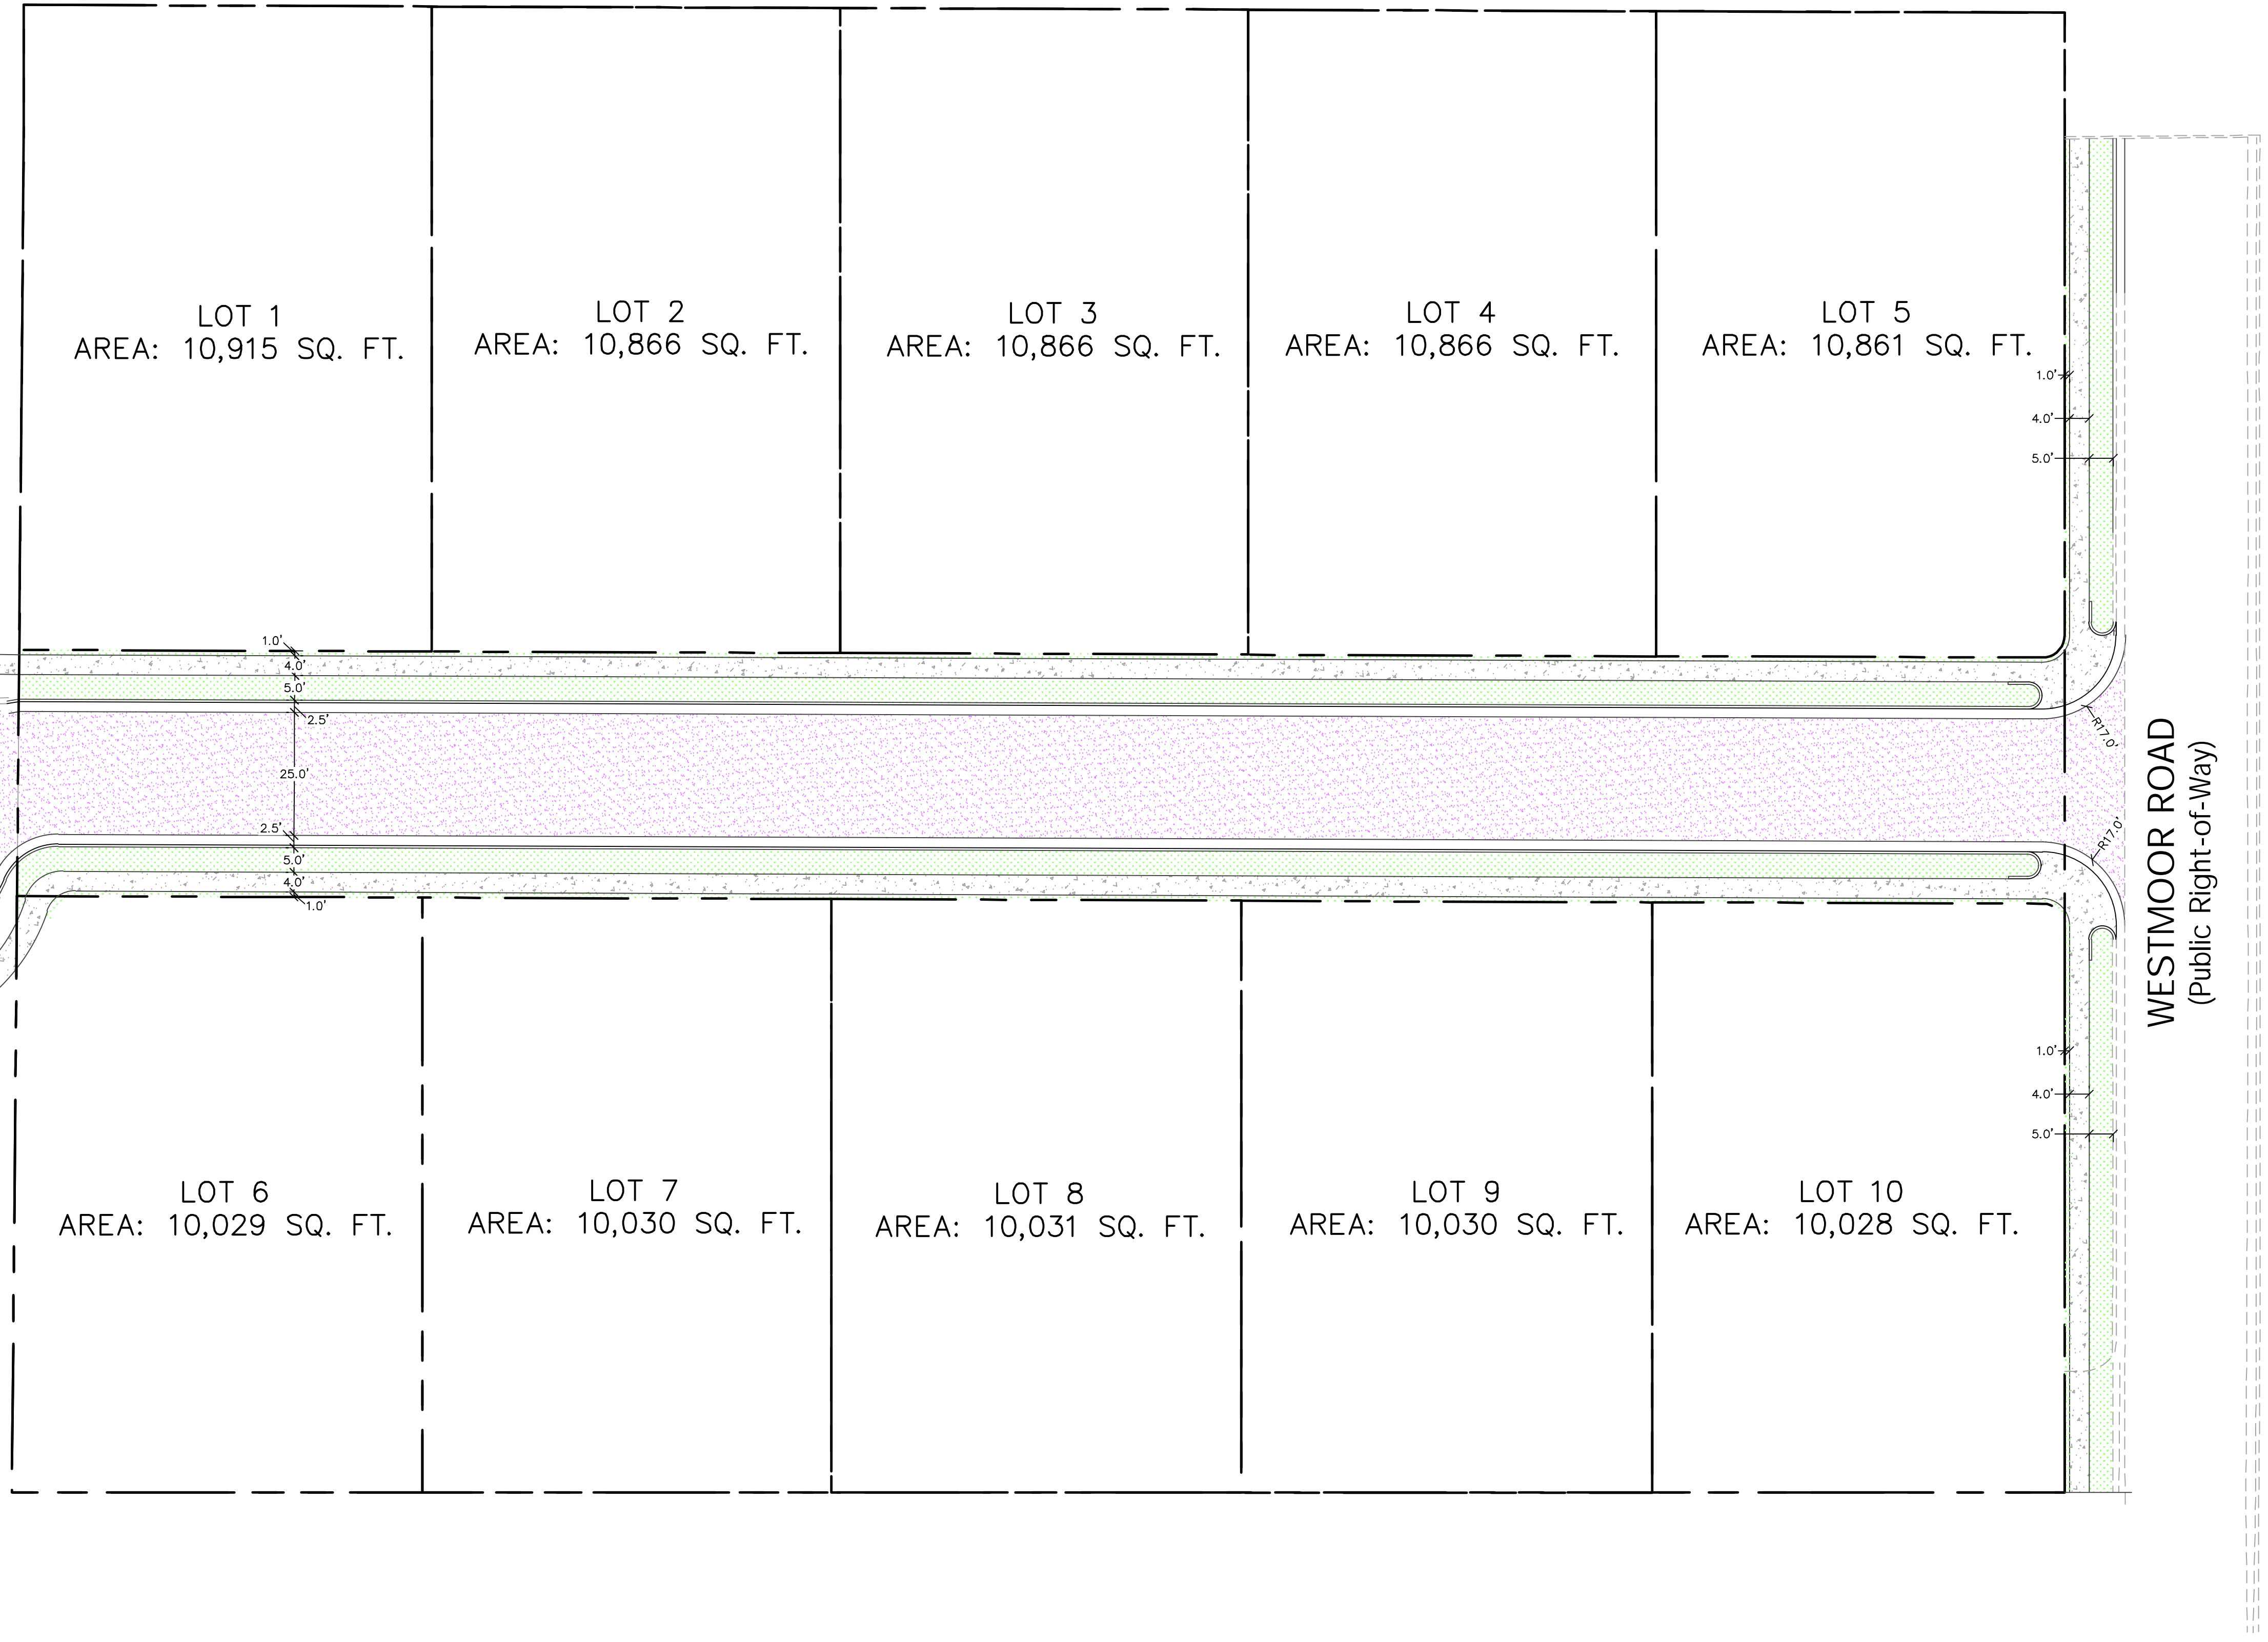 LOT 1
AREA: 10,915 SQ. FT.
LOT 2
AREA: 10,866 SQ. FT.
LOT 3
AREA: 10,866 SQ. FT.
LOT 4
AREA: 10,866 SQ. FT.
LOT 5
AREA: 10,861 SQ. FT.
1.0'
4.0'
5.0'
1.0'
4.0'
5.0'
2.5'
25.0'
2.5'
5.0'
4.0'
1.0'
R17.0'
R17.0'
WESTMOOR ROAD
(Public Right-of-Way)
1.0'
4.0'
5.0'
LOT 6
AREA: 10,029 SQ. FT.
LOT 7
AREA: 10,030 SQ. FT.
LOT 8
AREA: 10,031 SQ. FT.
LOT 9
AREA: 10,030 SQ. FT.
LOT 10
AREA: 10,028 SQ. FT.